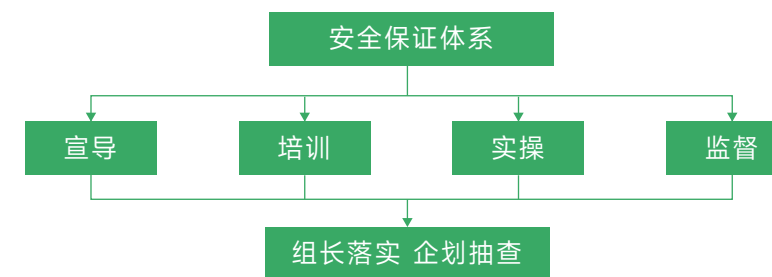 安全保证体系
宣导
培训
实操
监督
组长落实 企划抽查